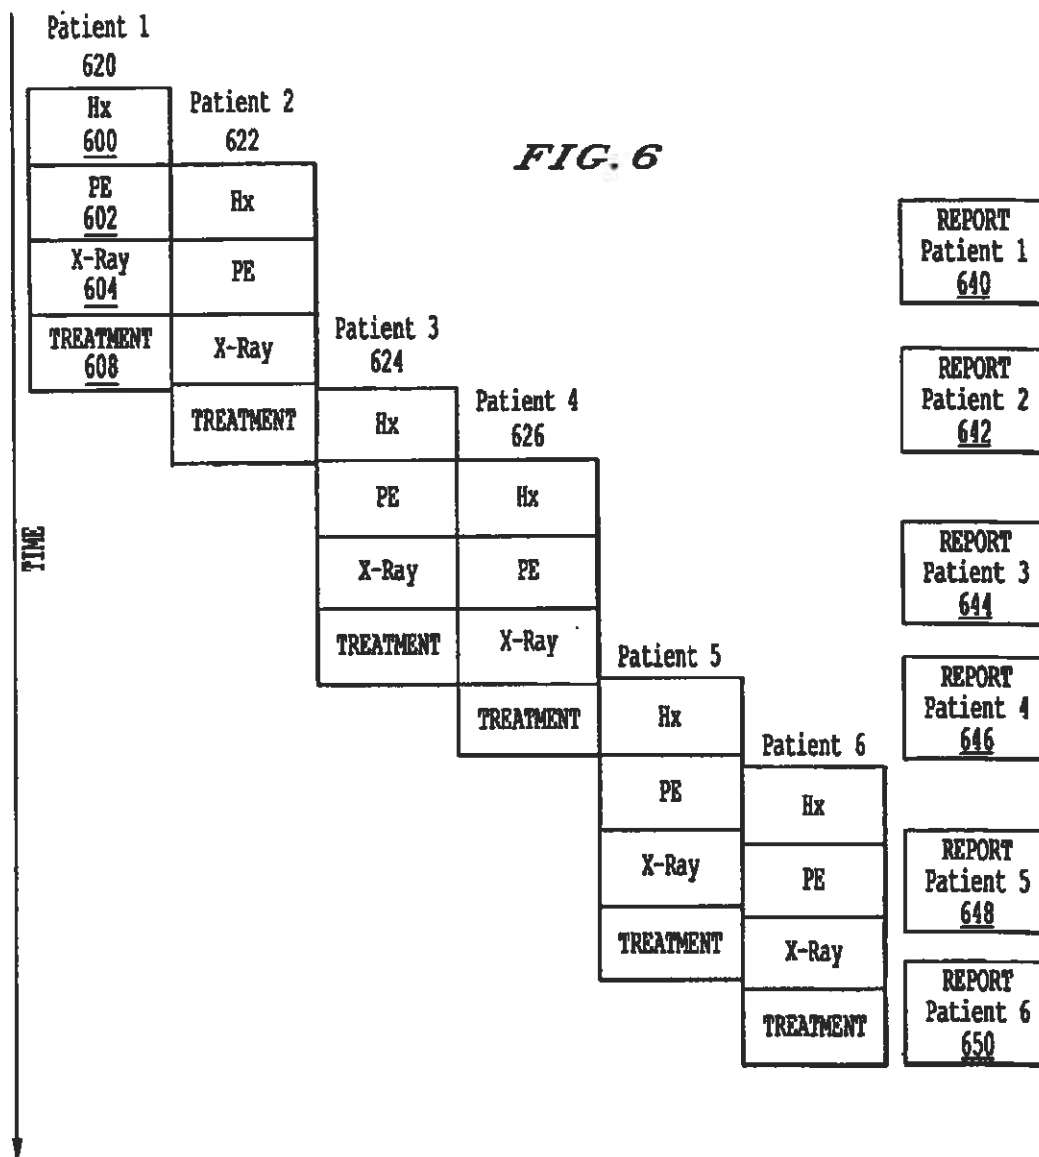 Patient 1
620
Hx
600
PE
602
X-Ray
604
TREATMENT
608
Patient 2
622
Hx
PE
X-Ray
TREATMENT
FIG. 6
Patient 3
624
Hx
PE
X-Ray
TREATMENT
Patient 4
626
Hx
PE
X-Ray
TREATMENT
Patient 5
Hx
PE
X-Ray
TREATMENT
Patient 6
Hx
PE
X-Ray
TREATMENT
REPORT
Patient 1
640
REPORT
Patient 2
642
REPORT
Patient 3
644
REPORT
Patient 4
646
REPORT
Patient 5
648
REPORT
Patient 6
650
TIME